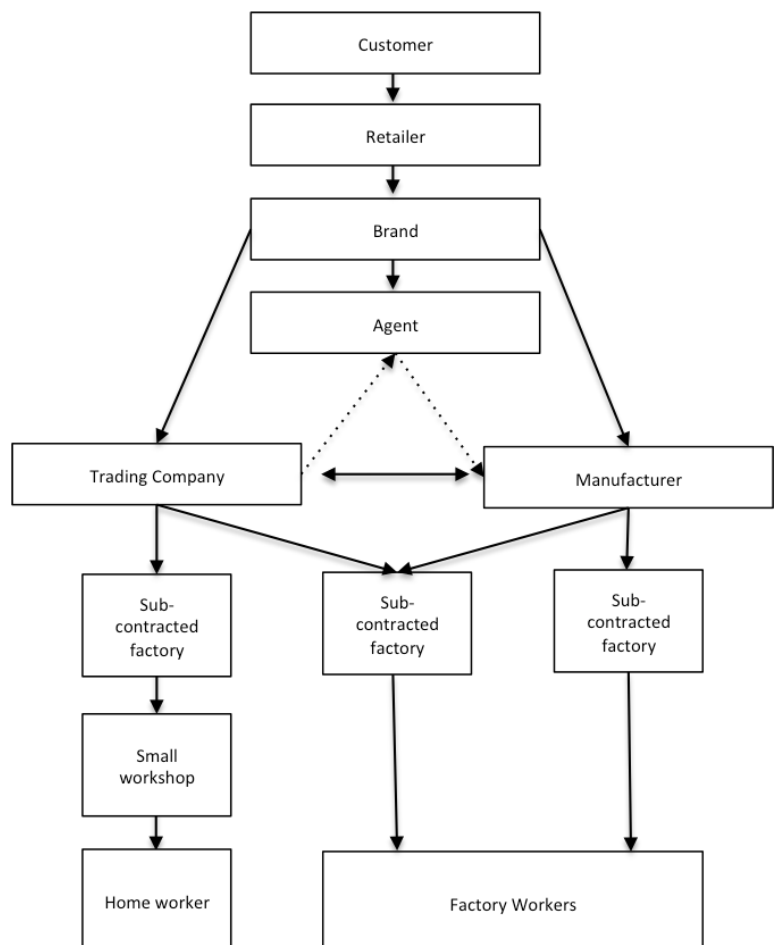 Customer
Retailer
Brand
Agent
Trading Company
Manufacturer
Sub-
contracted
factory
Sub-
contracted
factory
Sub-
contracted
factory
Small
workshop
Home worker
Factory Workers